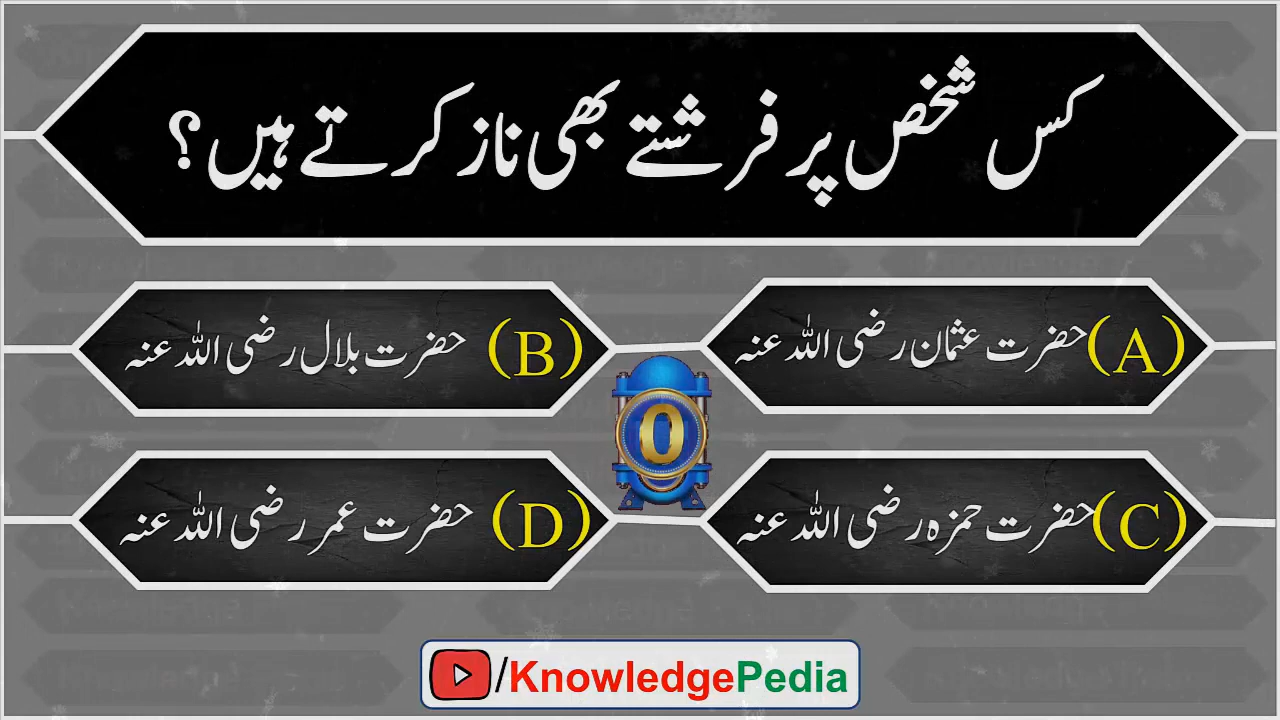 کس شخص پر فرشتے بھی ناز کرتے ہیں؟
(A) حضرت عثمان رضی اللہ عنہ
(B) حضرت بلال رضی اللہ عنہ
0
(C) حضرت حمزہ رضی اللہ عنہ
(D) حضرت عمر رضی اللہ عنہ
/KnowledgePedia